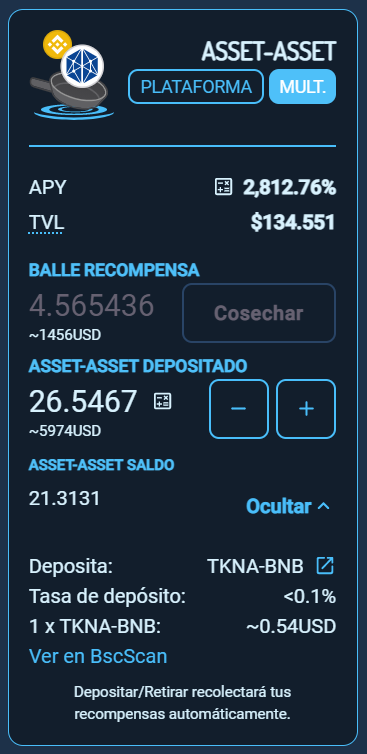 ASSET-ASSET
PLATAFORMA MULT.
APY 2,812.76%
TVL $134.551
BALLE RECOMPENSA
4.565436 Cosechar
~1456USD
ASSET-ASSET DEPOSITADO
26.5467 − +
~5974USD
ASSET-ASSET SALDO
21.3131
Ocultar
Deposita: TKNA-BNB
Tasa de depósito: <0.1%
1 x TKNA-BNB: ~0.54USD
Ver en BscScan
Depositar/Retirar recolectará tus
recompensas automáticamente.